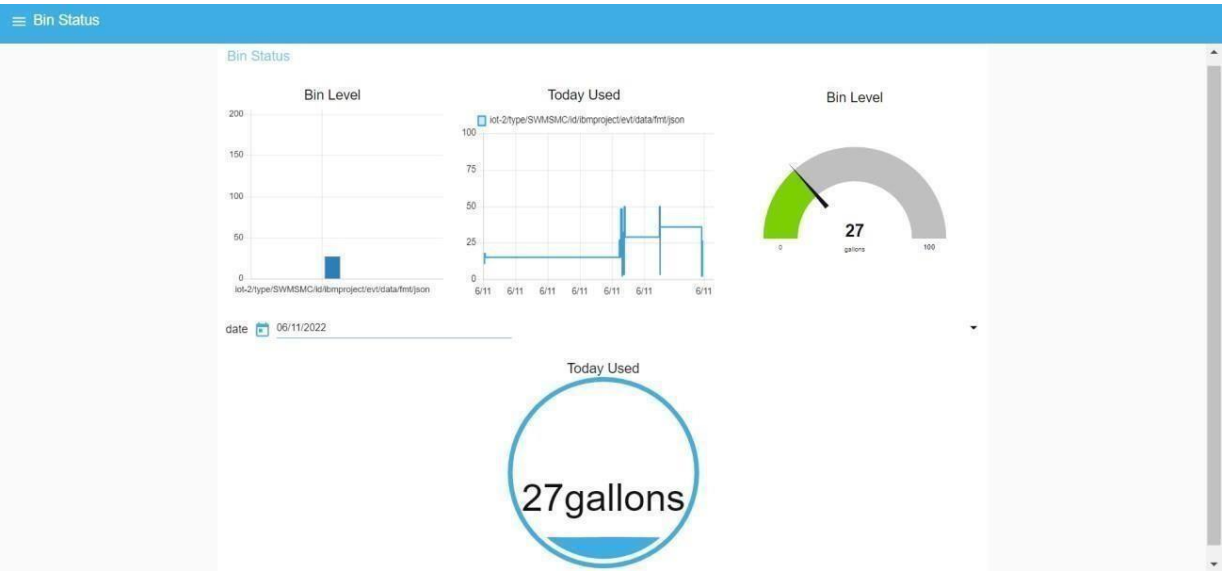 Bin Status
Bin Status
Bin Level
200
150
100
50
0
iot-2/type/SWMSMC/id/ibmproject/evt/data/fmt/json
Today Used
iot-2/type/SWMSMC/id/ibmproject/evt/data/fmt/json
100
75
50
25
0
6/11 6/11 6/11 6/11 6/11 6/11 6/11
Bin Level
27
gallons
0 100
date 06/11/2022
Today Used
27gallons